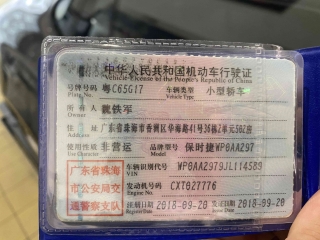 中华人民共和国机动车行驶证
Vehicle License of the People's Republic of China
号牌号码 粤C65G17 车辆类型 小型轿车
Plate No. Vehicle Type
所有人 魏铁军
Owner
住址 广东省珠海市香洲区华海路41号36栋2单元562房
Address
使用性质 非营运 品牌型号 保时捷WP0AA297
Use Character Model
广东省珠海 车辆识别代号 WP0AA2979JL114589
VIN
市公安局交 发动机号码 CXT027776
Engine No.
通警察支队 注册日期 2018-09-20 发证日期 2018-09-20
Register Date Issue Date